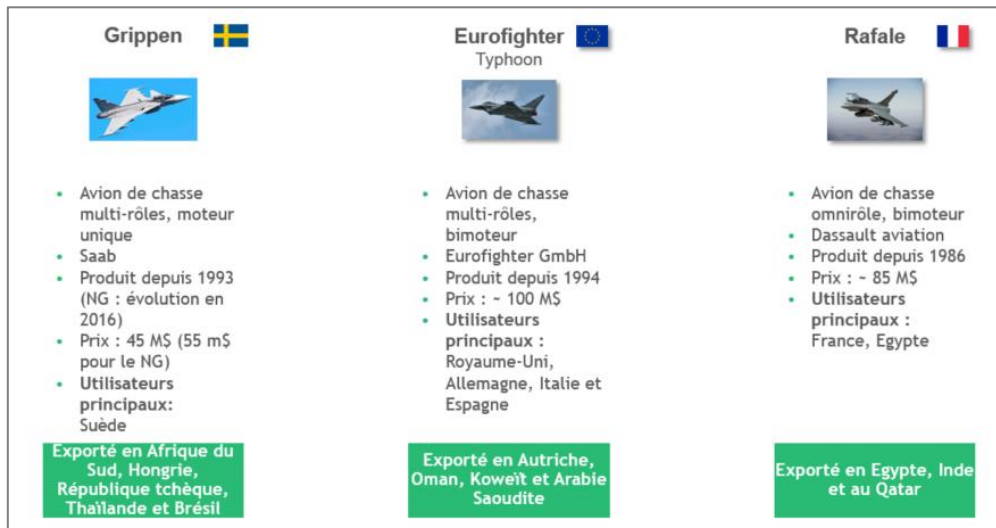 Grippen
• Avion de chasse
multi-rôles, moteur
unique
• Saab
• Produit depuis 1993
(NG : évolution en
2016)
• Prix : 45 M$ (55 m$
pour le NG)
• Utilisateurs
principaux:
Suède
Exporté en Afrique du
Sud, Hongrie,
République tchèque,
Thaïlande et Brésil
Eurofighter
Typhoon
• Avion de chasse
multi-rôles,
bimoteur
• Eurofighter GmbH
• Produit depuis 1994
• Prix : ~ 100 M$
• Utilisateurs
principaux :
Royaume-Uni,
Allemagne, Italie et
Espagne
Exporté en Autriche,
Oman, Koweït et Arabie
Saoudite
Rafale
• Avion de chasse
omnirôle, bimoteur
• Dassault aviation
• Produit depuis 1986
• Prix : ~ 85 M$
• Utilisateurs
principaux :
France, Egypte
Exporté en Egypte, Inde
et au Qatar